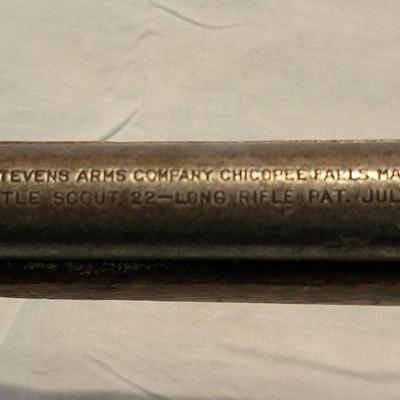 TEVENS ARMS COMPANY CHICOPEE FALLS MA
TLE SCOUT 22-LONG RIFLE PAT. JUL